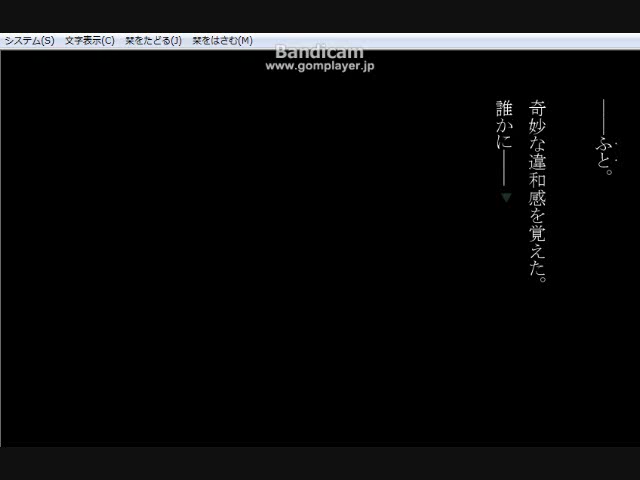 システム(S) 文字表示(C) 栞をたどる(J) 栞をはさむ(M)
Bandicam
www.gomplayer.jp
――ふと。
奇妙な違和感を覚えた。
誰かに――